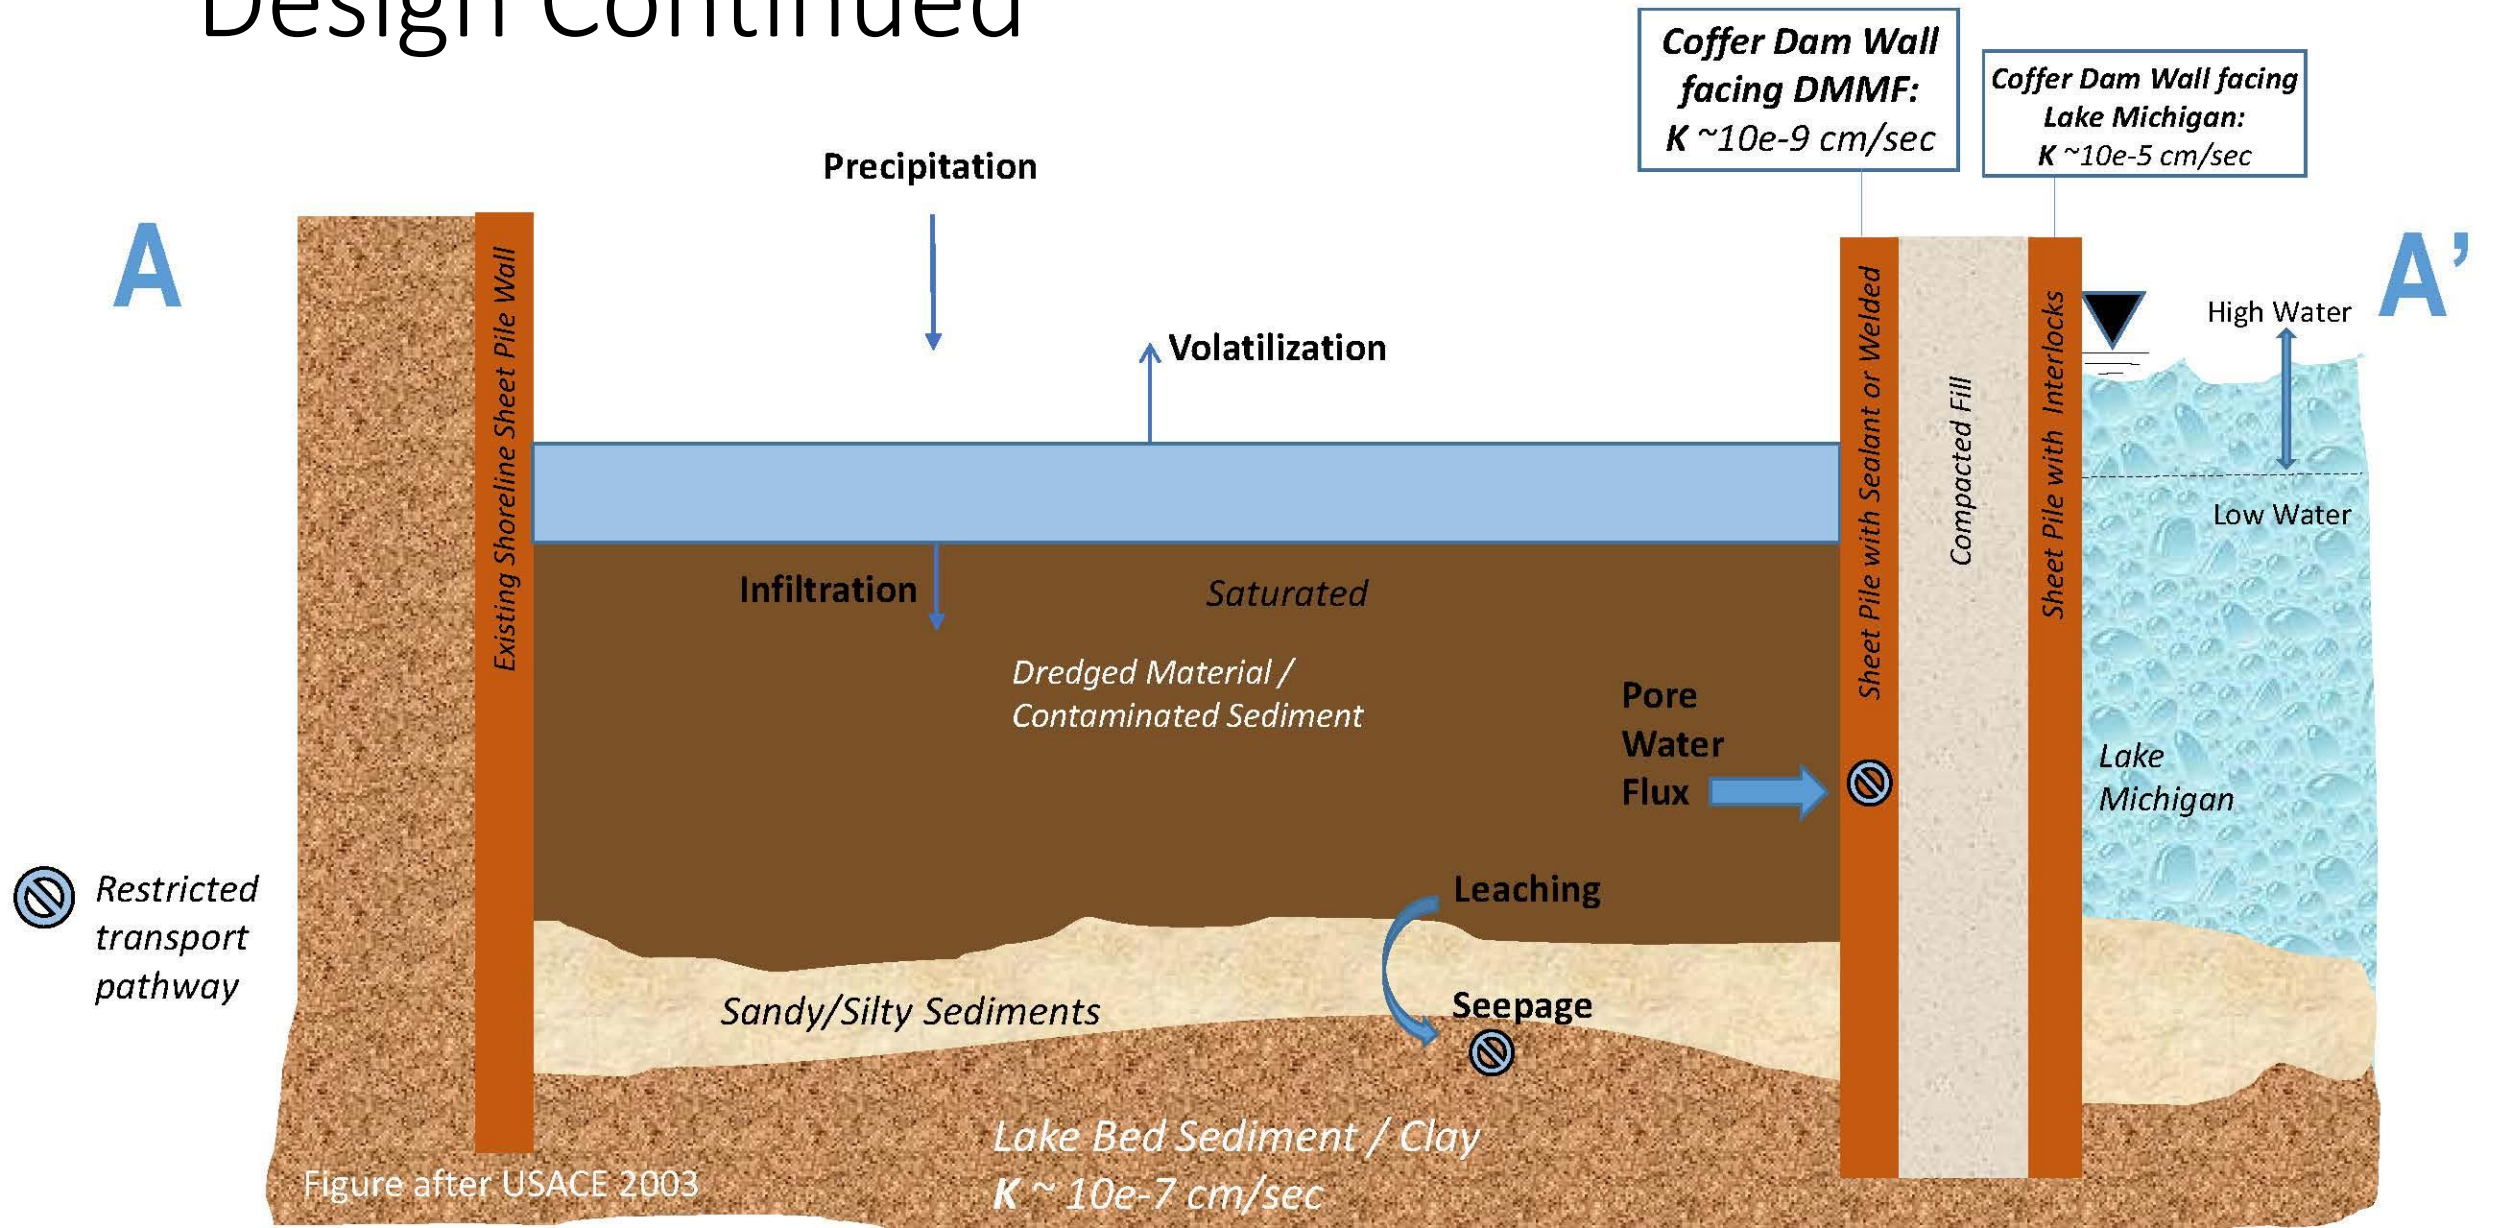 Design Continued
Coffer Dam Wall
facing DMMF:
K ~10e-9 cm/sec
Coffer Dam Wall facing
Lake Michigan:
K ~10e-5 cm/sec
Precipitation
A
A’
High Water
Volatilization
Existing Shoreline Sheet Pile Wall
Sheet Pile with Sealant or Welded
Compacted Fill
Sheet Pile with Interlocks
Low Water
Infiltration
Saturated
Dredged Material /
Contaminated Sediment
Pore
Water
Flux
Lake
Michigan
Restricted
transport
pathway
Leaching
Seepage
Sandy/Silty Sediments
Lake Bed Sediment / Clay
K ~ 10e-7 cm/sec
Figure after USACE 2003